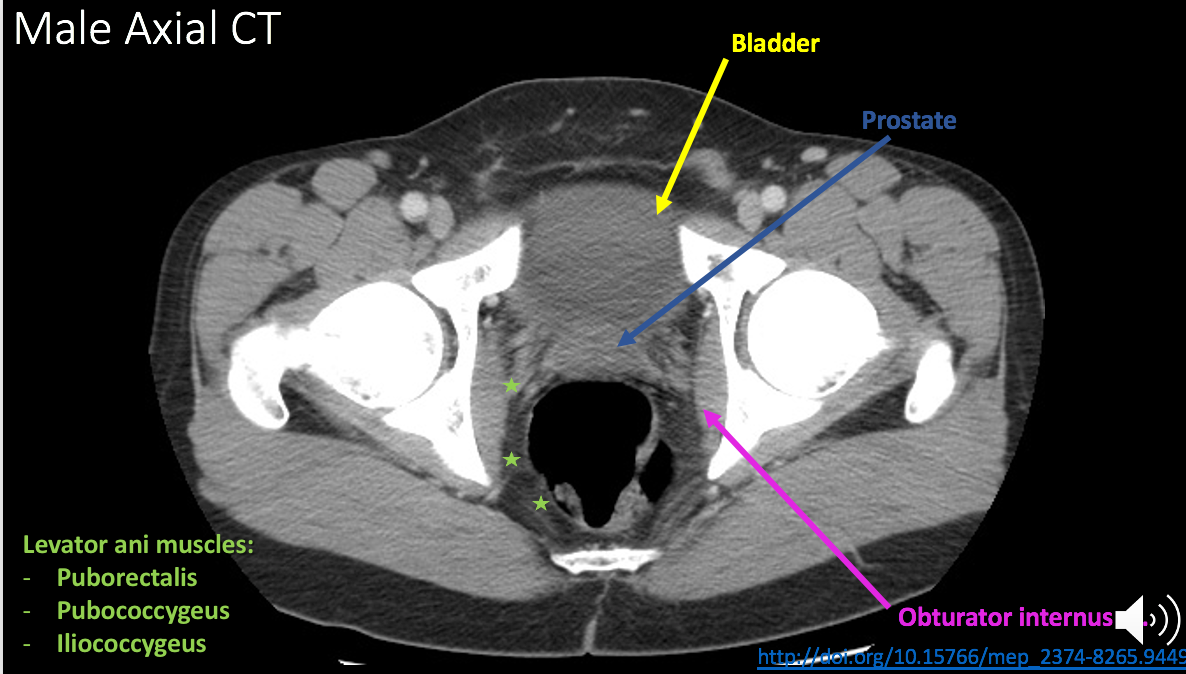 Male Axial CT
Bladder
Prostate
Levator ani muscles:
- Puborectalis
- Pubococcygeus
- Iliococcygeus
Obturator internus
http://doi.org/10.15766/mep_2374-8265.9449